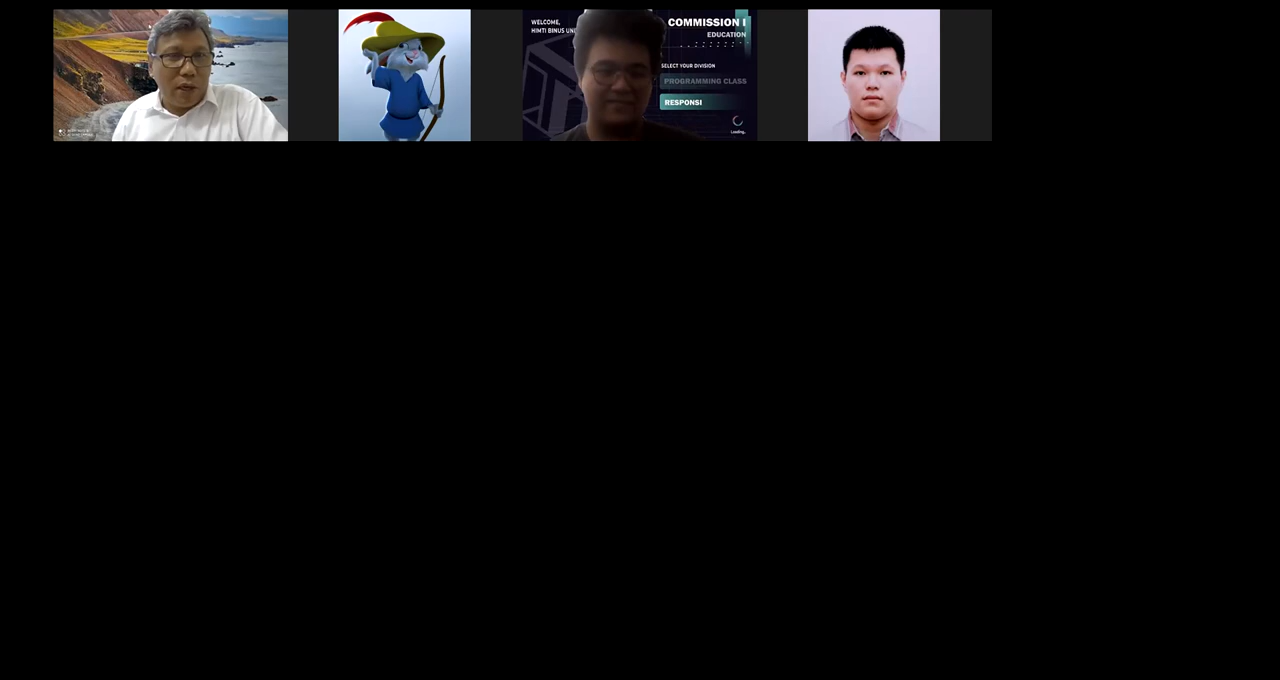 WELCOME,
HIMTI BINUS UNI
COMMISSION I
EDUCATION
SELECT YOUR DIVISION
PROGRAMMING CLASS
RESPONSI
Loading..